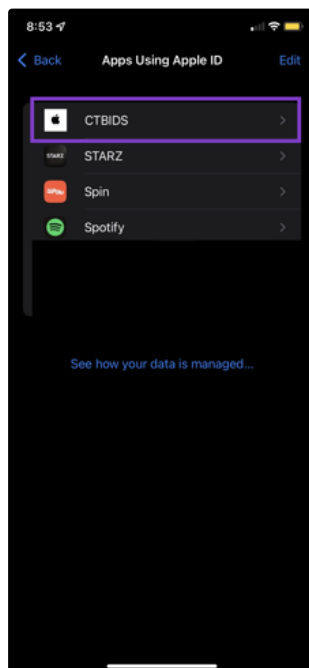 8:53
Back Apps Using Apple ID Edit
CTBIDS
STARZ STARZ
Spin
Spotify
See how your data is managed...